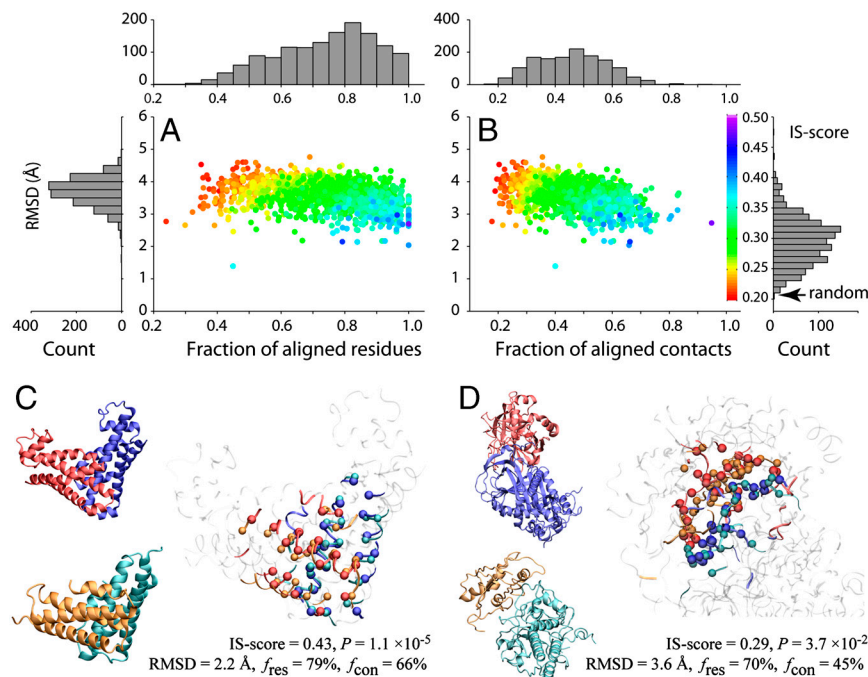 200
100
0
0.2 0.4 0.6 0.8 1.0
400
200
0
0.2 0.4 0.6 0.8 1.0
RMSD (Å)
400 200 0
Count
A
6
5
4
3
2
1
0
0.2 0.4 0.6 0.8 1.0
Fraction of aligned residues
B
6
5
4
3
2
1
0
0.2 0.4 0.6 0.8 1.0
Fraction of aligned contacts
0.50
0.45
0.40
0.35
0.30
0.25
0.20
IS-score
random
0 100
Count
C
IS-score = 0.43, P = 1.1 ×10⁻⁵
RMSD = 2.2 Å, fres = 79%, fcon = 66%
D
IS-score = 0.29, P = 3.7 ×10⁻²
RMSD = 3.6 Å, fres = 70%, fcon = 45%